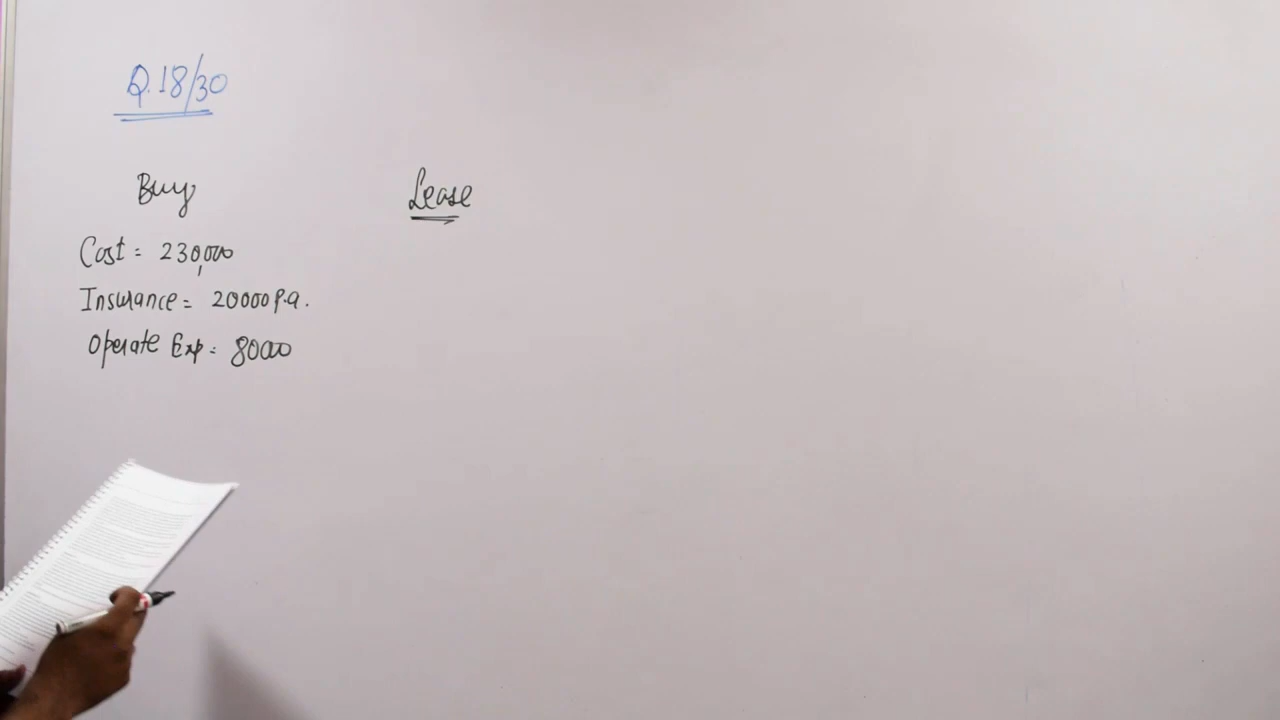 Q.18/30
Buy
Lease
Cost = 230,000
Insurance = 20000 p.a.
Operate Exp = 8000